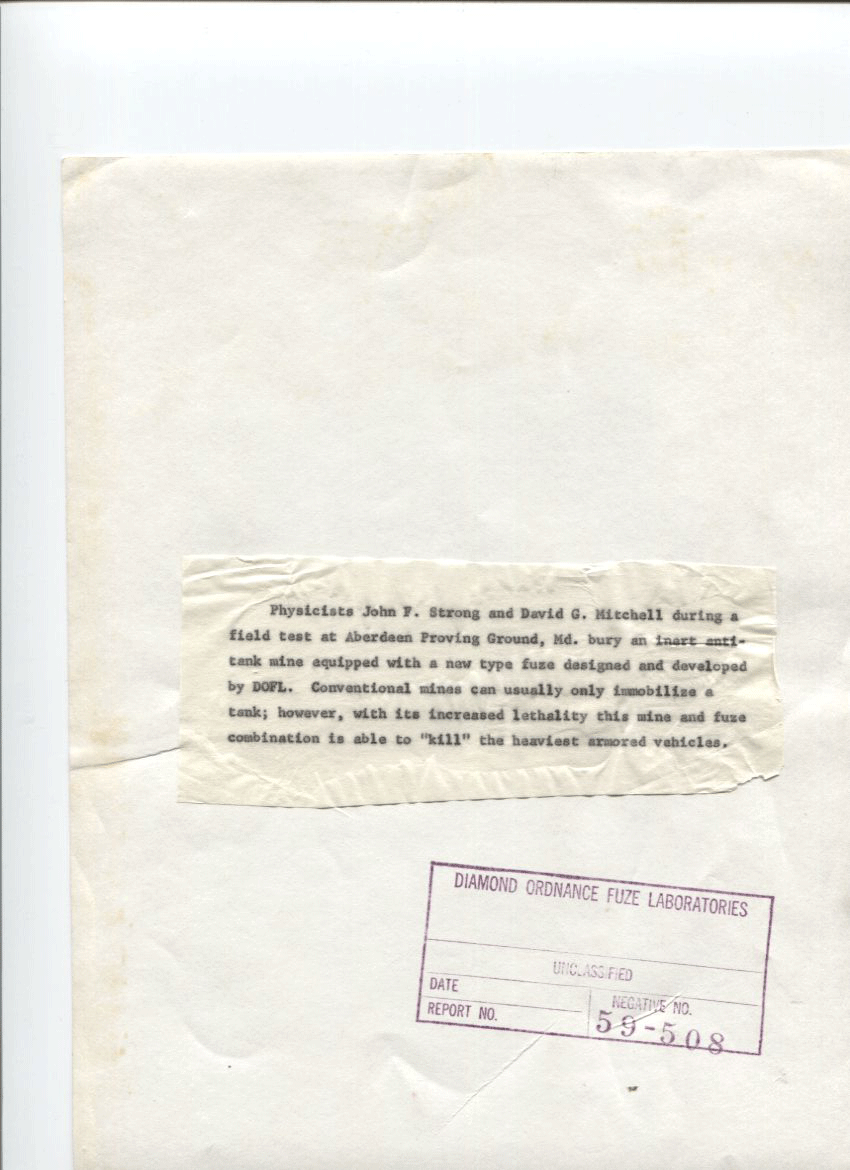 Physicists John F. Strong and David G. Mitchell during a
field test at Aberdeen Proving Ground, Md. bury an inert anti-
tank mine equipped with a new type fuze designed and developed
by DOFL. Conventional mines can usually only immobilize a
tank; however, with its increased lethality this mine and fuze
combination is able to "kill" the heaviest armored vehicles.
DIAMOND ORDNANCE FUZE LABORATORIES
UNCLASSIFIED
DATE
NEGATIVE NO.
REPORT NO.
59-508